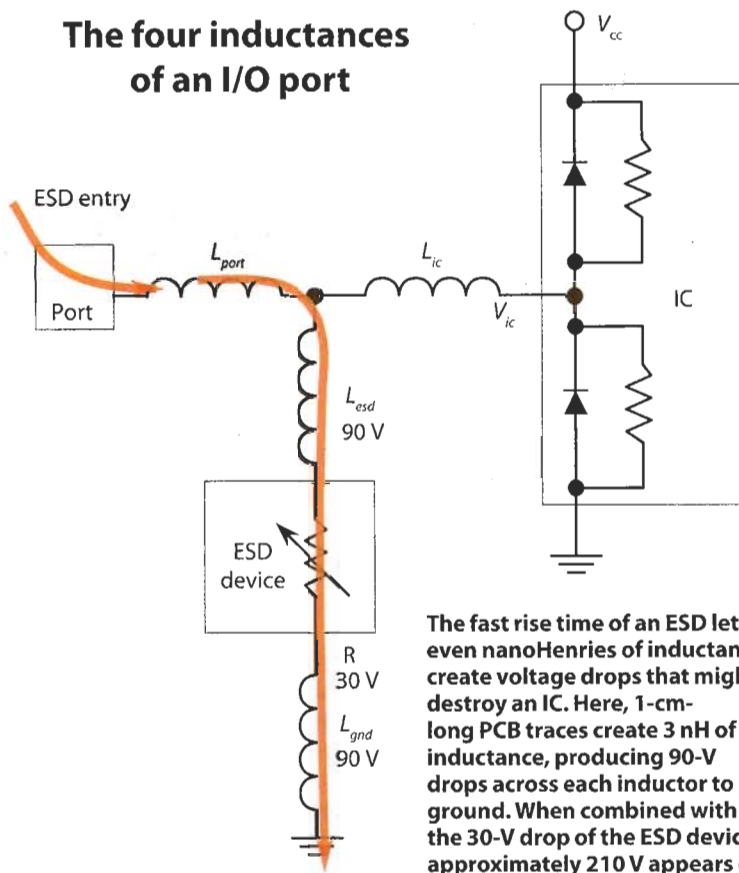 The four inductances
of an I/O port
V cc
ESD entry
L port
L ic
Port
V ic
IC
L esd
90 V
ESD
device
R
30 V
L gnd
90 V
The fast rise time of an ESD let
even nanoHenries of
create voltage drops that
destroy an IC. Here, 1-cm-
long PCB traces create 3 nH of
inductance, producing 90-V
drops across each inductor to
ground. When combined with
the 30-V drop of the ESD
approximately 210 V appears